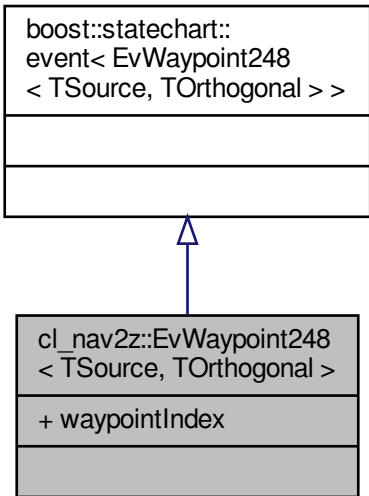 boost::statechart::
event< EvWaypoint248
< TSource, TOrthogonal > >
cl_nav2z::EvWaypoint248
< TSource, TOrthogonal >
+ waypointIndex